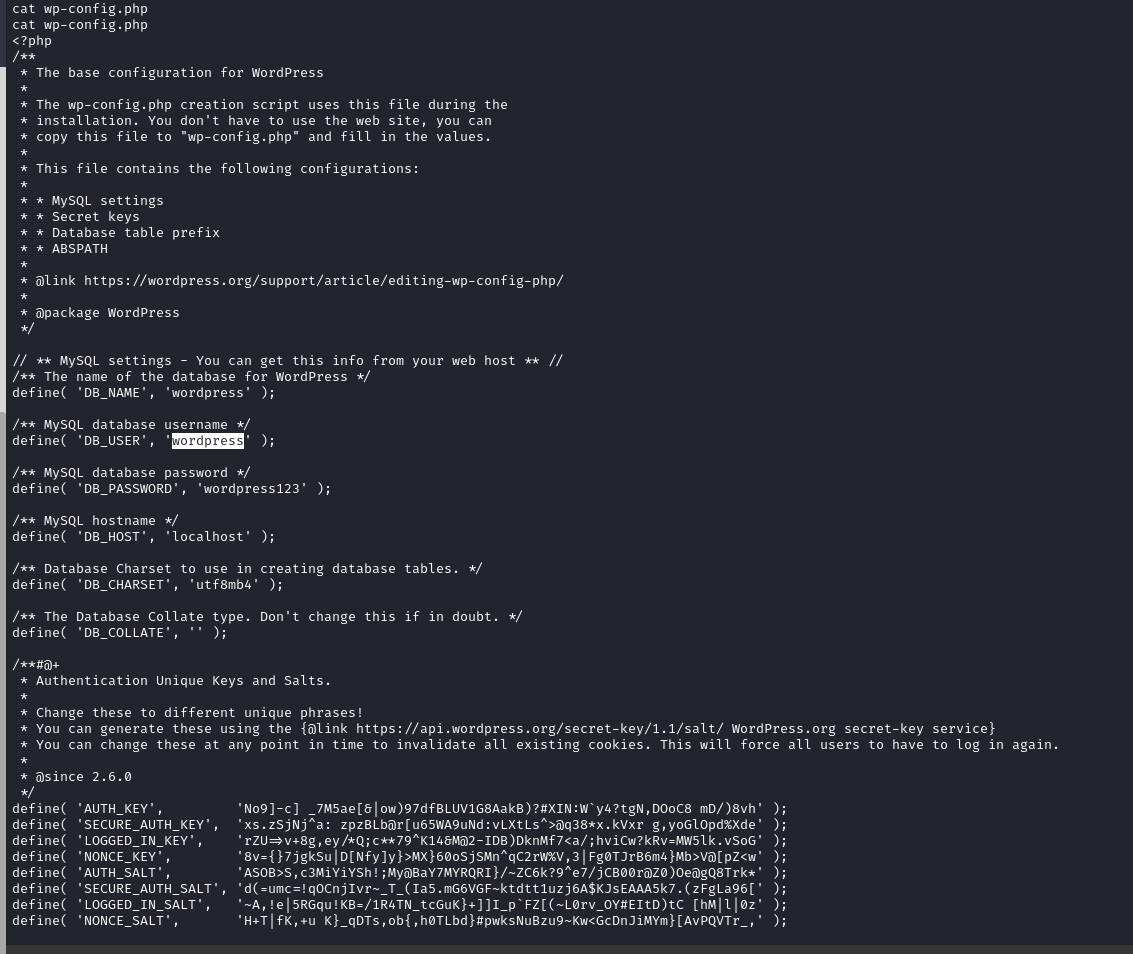 cat wp-config.php
cat wp-config.php
<?php
/**
 * The base configuration for WordPress
 *
 * The wp-config.php creation script uses this file during the
 * installation. You don't have to use the web site, you can
 * copy this file to "wp-config.php" and fill in the values.
 *
 * This file contains the following configurations:
 *
 * * MySQL settings
 * * Secret keys
 * * Database table prefix
 * * ABSPATH
 *
 * @link https://wordpress.org/support/article/editing-wp-config-php/
 *
 * @package WordPress
 */

// ** MySQL settings - You can get this info from your web host ** //
/** The name of the database for WordPress */
define( 'DB_NAME', 'wordpress' );

/** MySQL database username */
define( 'DB_USER', 'wordpress' );

/** MySQL database password */
define( 'DB_PASSWORD', 'wordpress123' );

/** MySQL hostname */
define( 'DB_HOST', 'localhost' );

/** Database Charset to use in creating database tables. */
define( 'DB_CHARSET', 'utf8mb4' );

/** The Database Collate type. Don't change this if in doubt. */
define( 'DB_COLLATE', '' );

/**#@+
 * Authentication Unique Keys and Salts.
 *
 * Change these to different unique phrases!
 * You can generate these using the {@link https://api.wordpress.org/secret-key/1.1/salt/ WordPress.org secret-key service}
 * You can change these at any point in time to invalidate all existing cookies. This will force all users to have to log in again.
 *
 * @since 2.6.0
 */
define( 'AUTH_KEY',         'No9]-c] _7M5ae[&|ow)97dfBLUV1G8AakB)?#XIN:W`y4?tgN,DOoC8 mD/)8vh' );
define( 'SECURE_AUTH_KEY',  'xs.zSjNj^a: zpzBLb@r[u65WA9uNd:vLXtLs^>@q38*x.kVxr g,yoGlOpd%Xde' );
define( 'LOGGED_IN_KEY',    'rZU=>v+8g,ey/*Q;c**79^K14&M@2-IDB)DknMf7<a/;hviCw?kRv=MW5lk.vSoG' );
define( 'NONCE_KEY',        '8v={}7jgkSu|D[Nfy]y}>MX}60oSjSMn^qC2rW%V,3|Fg0TJrB6m4}Mb>V@[pZ<w' );
define( 'AUTH_SALT',        'ASOB>S,c3MiYiYSh!;My@BaY7MYRQRI}/~ZC6k?9^e7/jCB00r@Z0)Oe@gQ8Trk*' );
define( 'SECURE_AUTH_SALT', 'd(=umc=!qOCnjIvr~_T_(Ia5.mG6VGF~ktdtt1uzj6A$KJsEAAA5k7.(zFgLa96[' );
define( 'LOGGED_IN_SALT',   '~A,!e|5RGqu!KB=/1R4TN_tcGuK}+]]I_p`FZ[(~L0rv_OY#EItD)tC [hM|l|0z' );
define( 'NONCE_SALT',       'H+T|fK,+u K}_qDTs,ob{,h0TLbd}#pwksNuBzu9~Kw<GcDnJiMYm}[AvPQVTr_,' );